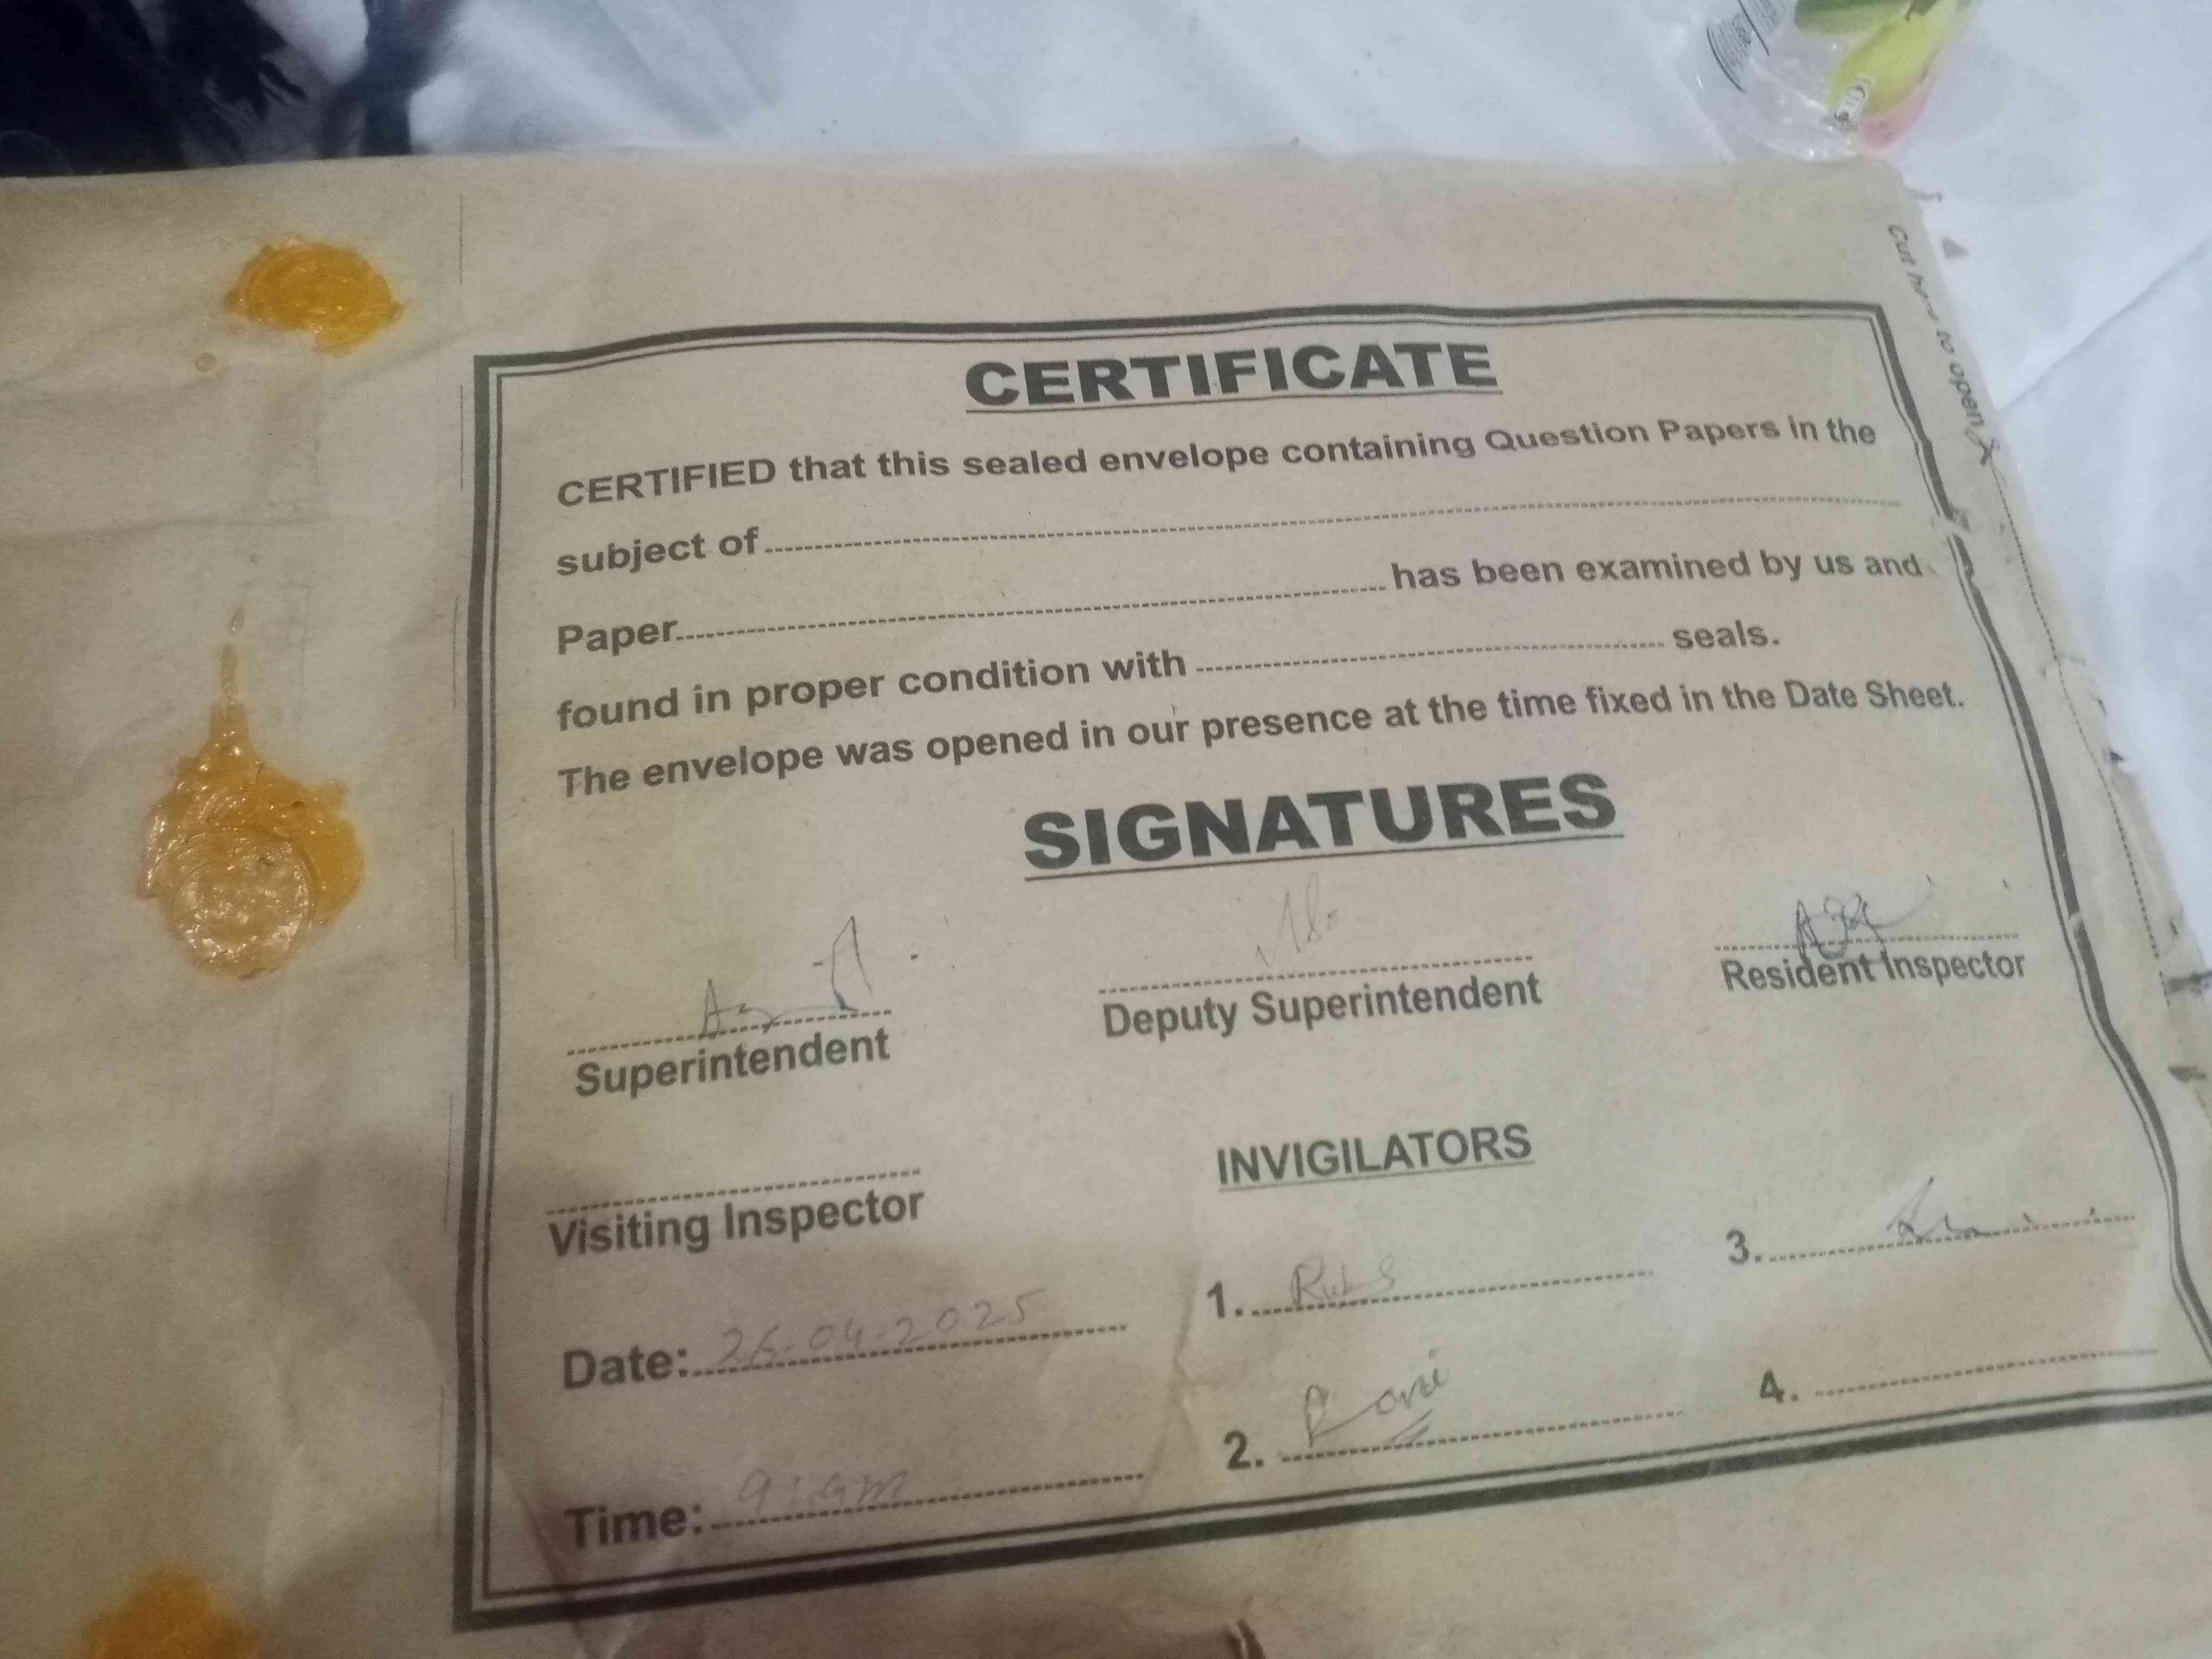 Cut here to open
CERTIFICATE
CERTIFIED that this sealed envelope containing Question Papers in the
subject of
Paper has been examined by us and
found in proper condition with seals.
The envelope was opened in our presence at the time fixed in the Date Sheet.
SIGNATURES
Superintendent
Deputy Superintendent
Resident Inspector
Visiting Inspector
INVIGILATORS
1.
3.
Date: 26-04-2025
2.
4.
Time: 9:am